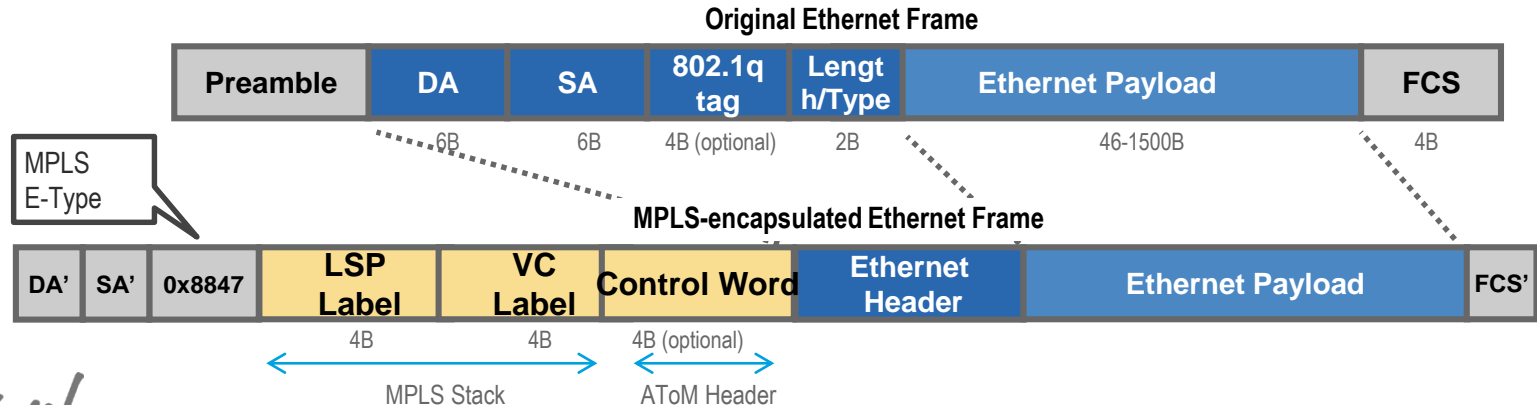 Original Ethernet Frame
Preamble DA SA 802.1q tag Lengt h/Type Ethernet Payload FCS
6B 6B 4B (optional) 2B 46-1500B 4B
MPLS
E-Type
MPLS-encapsulated Ethernet Frame
DA' SA' 0x8847 LSP Label VC Label Control Word Ethernet Header Ethernet Payload FCS'
4B 4B 4B (optional)
MPLS Stack AToM Header